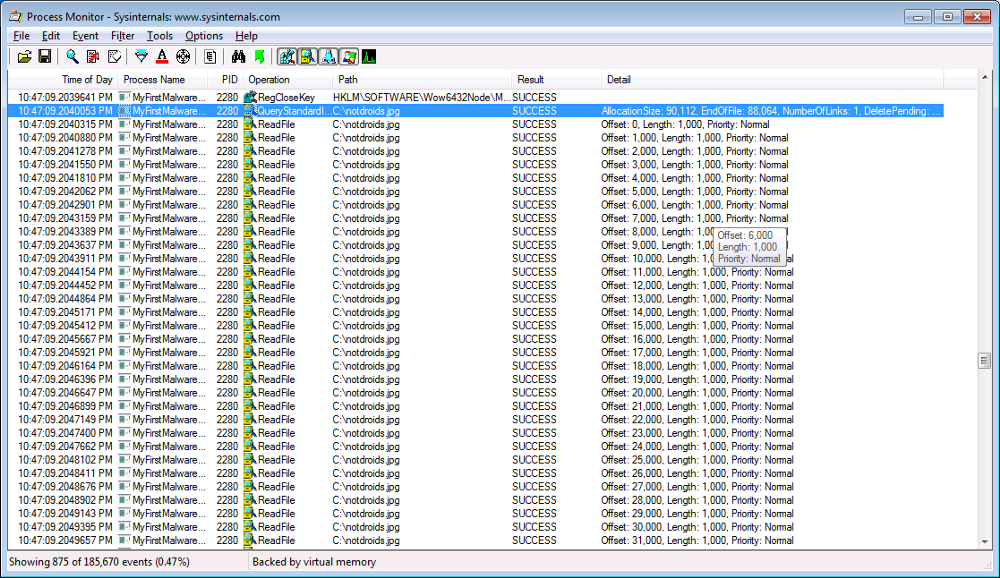 Process Monitor - Sysinternals: www.sysinternals.com
File Edit Event Filter Tools Options Help
Time of Day Process Name PID Operation Path Result Detail
10:47:09.2039641 PM MyFirstMalware... 2280 RegCloseKey HKLM\SOFTWARE\Wow6432Node\M... SUCCESS
10:47:09.2040053 PM MyFirstMalware... 2280 QueryStandardI... C:\notdroids.jpg SUCCESS AllocationSize: 90,112, EndOfFile: 88,064, NumberOfLinks: 1, DeletePending: ...
10:47:09.2040315 PM MyFirstMalware... 2280 ReadFile C:\notdroids.jpg SUCCESS Offset: 0, Length: 1,000, Priority: Normal
10:47:09.2040880 PM MyFirstMalware... 2280 ReadFile C:\notdroids.jpg SUCCESS Offset: 1,000, Length: 1,000, Priority: Normal
10:47:09.2041278 PM MyFirstMalware... 2280 ReadFile C:\notdroids.jpg SUCCESS Offset: 2,000, Length: 1,000, Priority: Normal
10:47:09.2041550 PM MyFirstMalware... 2280 ReadFile C:\notdroids.jpg SUCCESS Offset: 3,000, Length: 1,000, Priority: Normal
10:47:09.2041810 PM MyFirstMalware... 2280 ReadFile C:\notdroids.jpg SUCCESS Offset: 4,000, Length: 1,000, Priority: Normal
10:47:09.2042062 PM MyFirstMalware... 2280 ReadFile C:\notdroids.jpg SUCCESS Offset: 5,000, Length: 1,000, Priority: Normal
10:47:09.2042901 PM MyFirstMalware... 2280 ReadFile C:\notdroids.jpg SUCCESS Offset: 6,000, Length: 1,000, Priority: Normal
10:47:09.2043159 PM MyFirstMalware... 2280 ReadFile C:\notdroids.jpg SUCCESS Offset: 7,000, Length: 1,000, Priority: Normal
10:47:09.2043389 PM MyFirstMalware... 2280 ReadFile C:\notdroids.jpg SUCCESS Offset: 8,000, Length: 1,000
10:47:09.2043637 PM MyFirstMalware... 2280 ReadFile C:\notdroids.jpg SUCCESS Offset: 9,000, Length: 1,000
Offset: 6,000
Length: 1,000
Priority: Normal
10:47:09.2043911 PM MyFirstMalware... 2280 ReadFile C:\notdroids.jpg SUCCESS Offset: 10,000, Length: 1,000
10:47:09.2044154 PM MyFirstMalware... 2280 ReadFile C:\notdroids.jpg SUCCESS Offset: 11,000, Length: 1,000, Priority: Normal
10:47:09.2044452 PM MyFirstMalware... 2280 ReadFile C:\notdroids.jpg SUCCESS Offset: 12,000, Length: 1,000, Priority: Normal
10:47:09.2044864 PM MyFirstMalware... 2280 ReadFile C:\notdroids.jpg SUCCESS Offset: 13,000, Length: 1,000, Priority: Normal
10:47:09.2045171 PM MyFirstMalware... 2280 ReadFile C:\notdroids.jpg SUCCESS Offset: 14,000, Length: 1,000, Priority: Normal
10:47:09.2045412 PM MyFirstMalware... 2280 ReadFile C:\notdroids.jpg SUCCESS Offset: 15,000, Length: 1,000, Priority: Normal
10:47:09.2045667 PM MyFirstMalware... 2280 ReadFile C:\notdroids.jpg SUCCESS Offset: 16,000, Length: 1,000, Priority: Normal
10:47:09.2045921 PM MyFirstMalware... 2280 ReadFile C:\notdroids.jpg SUCCESS Offset: 17,000, Length: 1,000, Priority: Normal
10:47:09.2046164 PM MyFirstMalware... 2280 ReadFile C:\notdroids.jpg SUCCESS Offset: 18,000, Length: 1,000, Priority: Normal
10:47:09.2046396 PM MyFirstMalware... 2280 ReadFile C:\notdroids.jpg SUCCESS Offset: 19,000, Length: 1,000, Priority: Normal
10:47:09.2046647 PM MyFirstMalware... 2280 ReadFile C:\notdroids.jpg SUCCESS Offset: 20,000, Length: 1,000, Priority: Normal
10:47:09.2046899 PM MyFirstMalware... 2280 ReadFile C:\notdroids.jpg SUCCESS Offset: 21,000, Length: 1,000, Priority: Normal
10:47:09.2047149 PM MyFirstMalware... 2280 ReadFile C:\notdroids.jpg SUCCESS Offset: 22,000, Length: 1,000, Priority: Normal
10:47:09.2047400 PM MyFirstMalware... 2280 ReadFile C:\notdroids.jpg SUCCESS Offset: 23,000, Length: 1,000, Priority: Normal
10:47:09.2047662 PM MyFirstMalware... 2280 ReadFile C:\notdroids.jpg SUCCESS Offset: 24,000, Length: 1,000, Priority: Normal
10:47:09.2048102 PM MyFirstMalware... 2280 ReadFile C:\notdroids.jpg SUCCESS Offset: 25,000, Length: 1,000, Priority: Normal
10:47:09.2048411 PM MyFirstMalware... 2280 ReadFile C:\notdroids.jpg SUCCESS Offset: 26,000, Length: 1,000, Priority: Normal
10:47:09.2048676 PM MyFirstMalware... 2280 ReadFile C:\notdroids.jpg SUCCESS Offset: 27,000, Length: 1,000, Priority: Normal
10:47:09.2048902 PM MyFirstMalware... 2280 ReadFile C:\notdroids.jpg SUCCESS Offset: 28,000, Length: 1,000, Priority: Normal
10:47:09.2049143 PM MyFirstMalware... 2280 ReadFile C:\notdroids.jpg SUCCESS Offset: 29,000, Length: 1,000, Priority: Normal
10:47:09.2049395 PM MyFirstMalware... 2280 ReadFile C:\notdroids.jpg SUCCESS Offset: 30,000, Length: 1,000, Priority: Normal
10:47:09.2049657 PM MyFirstMalware... 2280 ReadFile C:\notdroids.jpg SUCCESS Offset: 31,000, Length: 1,000, Priority: Normal
Showing 875 of 185,670 events (0.47%) Backed by virtual memory